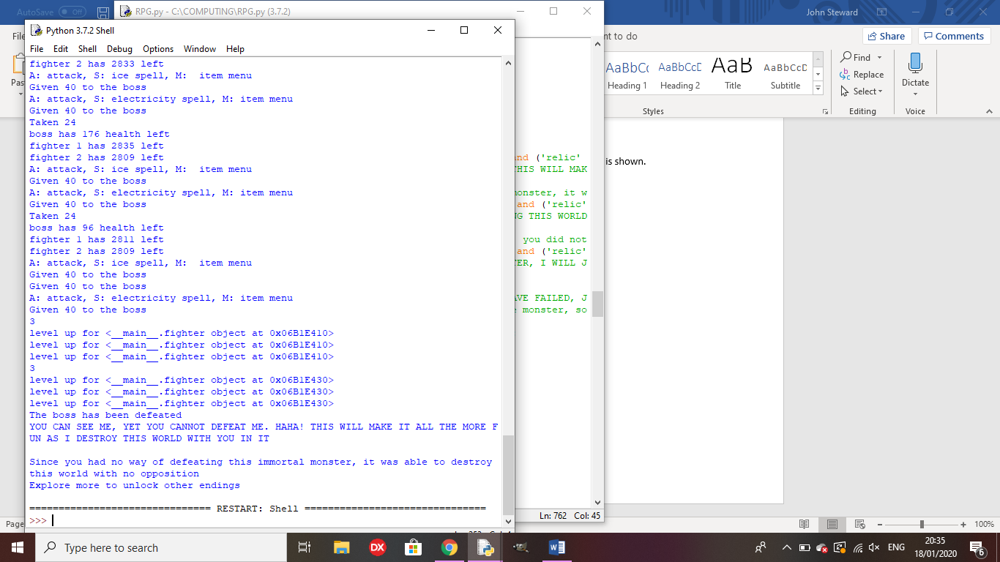 AutoSave Off
RPG.py - C:\COMPUTING\RPG.py (3.7.2)
John Steward
Python 3.7.2 Shell
File Edit Shell Debug Options Window Help
nt to do
Share Comments
fighter 2 has 2833 left
A: attack, S: ice spell, M:  item menu
Given 40 to the boss
A: attack, S: electricity spell, M: item menu
Given 40 to the boss
Taken 24
boss has 176 health left
fighter 1 has 2835 left
fighter 2 has 2809 left
A: attack, S: ice spell, M:  item menu
Given 40 to the boss
A: attack, S: electricity spell, M: item menu
Given 40 to the boss
Taken 24
boss has 96 health left
fighter 1 has 2811 left
fighter 2 has 2809 left
A: attack, S: ice spell, M:  item menu
Given 40 to the boss
Given 40 to the boss
A: attack, S: electricity spell, M: item menu
Given 40 to the boss
3
level up for <__main__.fighter object at 0x06B1E410>
level up for <__main__.fighter object at 0x06B1E410>
level up for <__main__.fighter object at 0x06B1E410>
3
level up for <__main__.fighter object at 0x06B1E430>
level up for <__main__.fighter object at 0x06B1E430>
level up for <__main__.fighter object at 0x06B1E430>
The boss has been defeated
YOU CAN SEE ME, YET YOU CANNOT DEFEAT ME. HAHA! THIS WILL MAKE IT ALL THE MORE F
UN AS I DESTROY THIS WORLD WITH YOU IN IT
Since you had no way of defeating this immortal monster, it was able to destroy
this world with no opposition
Explore more to unlock other endings
=============================== RESTART: Shell ===============================
>>>
and ('relic'
THIS WILL MAK
monster, it w
and ('relic'
NG THIS WORLD
you did not
and ('relic'
TER, I WILL J
AVE FAILED, J
monster, so
Ln: 762 Col: 45
AaBbCc AaBbCcD AaB AaBbCcD
Heading 1 Heading 2 Title Subtitle
Styles
Find
Replace
Select
Editing
Dictate
Voice
is shown.
Page
100%
Type here to search
ENG
20:35
18/01/2020
6